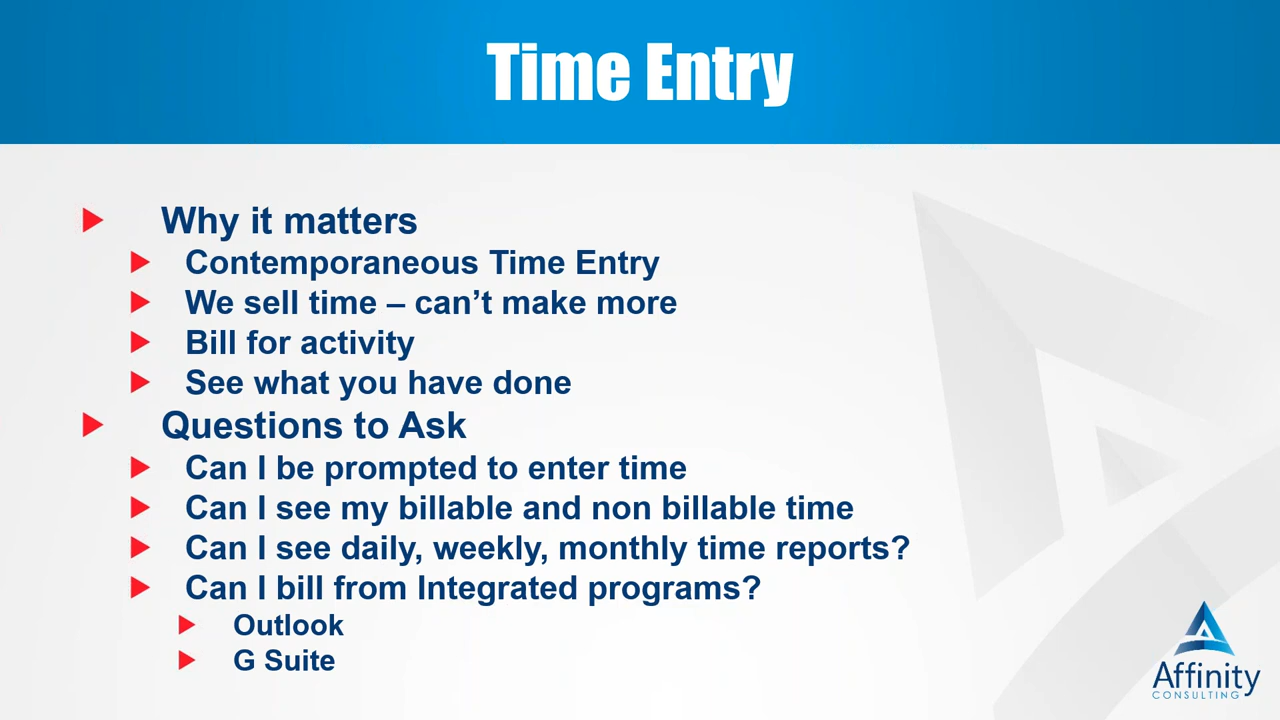 Time Entry
Why it matters
Contemporaneous Time Entry
We sell time – can’t make more
Bill for activity
See what you have done
Questions to Ask
Can I be prompted to enter time
Can I see my billable and non billable time
Can I see daily, weekly, monthly time reports?
Can I bill from Integrated programs?
Outlook
G Suite
Affinity
CONSULTING